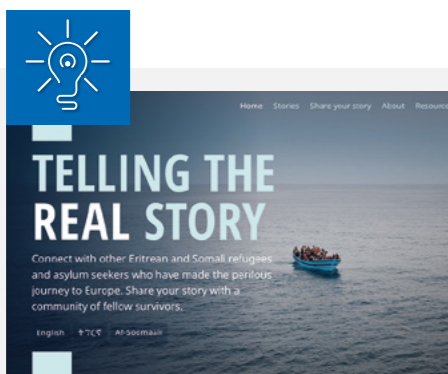 Home Stories Share your story About Resource
TELLING THE
REAL STORY
Connect with other Eritrean and Somali refugees
and asylum seekers who have made the perilous
journey to Europe. Share your story with a
community of fellow survivors.
English ትግርኛ Af-Soomaali